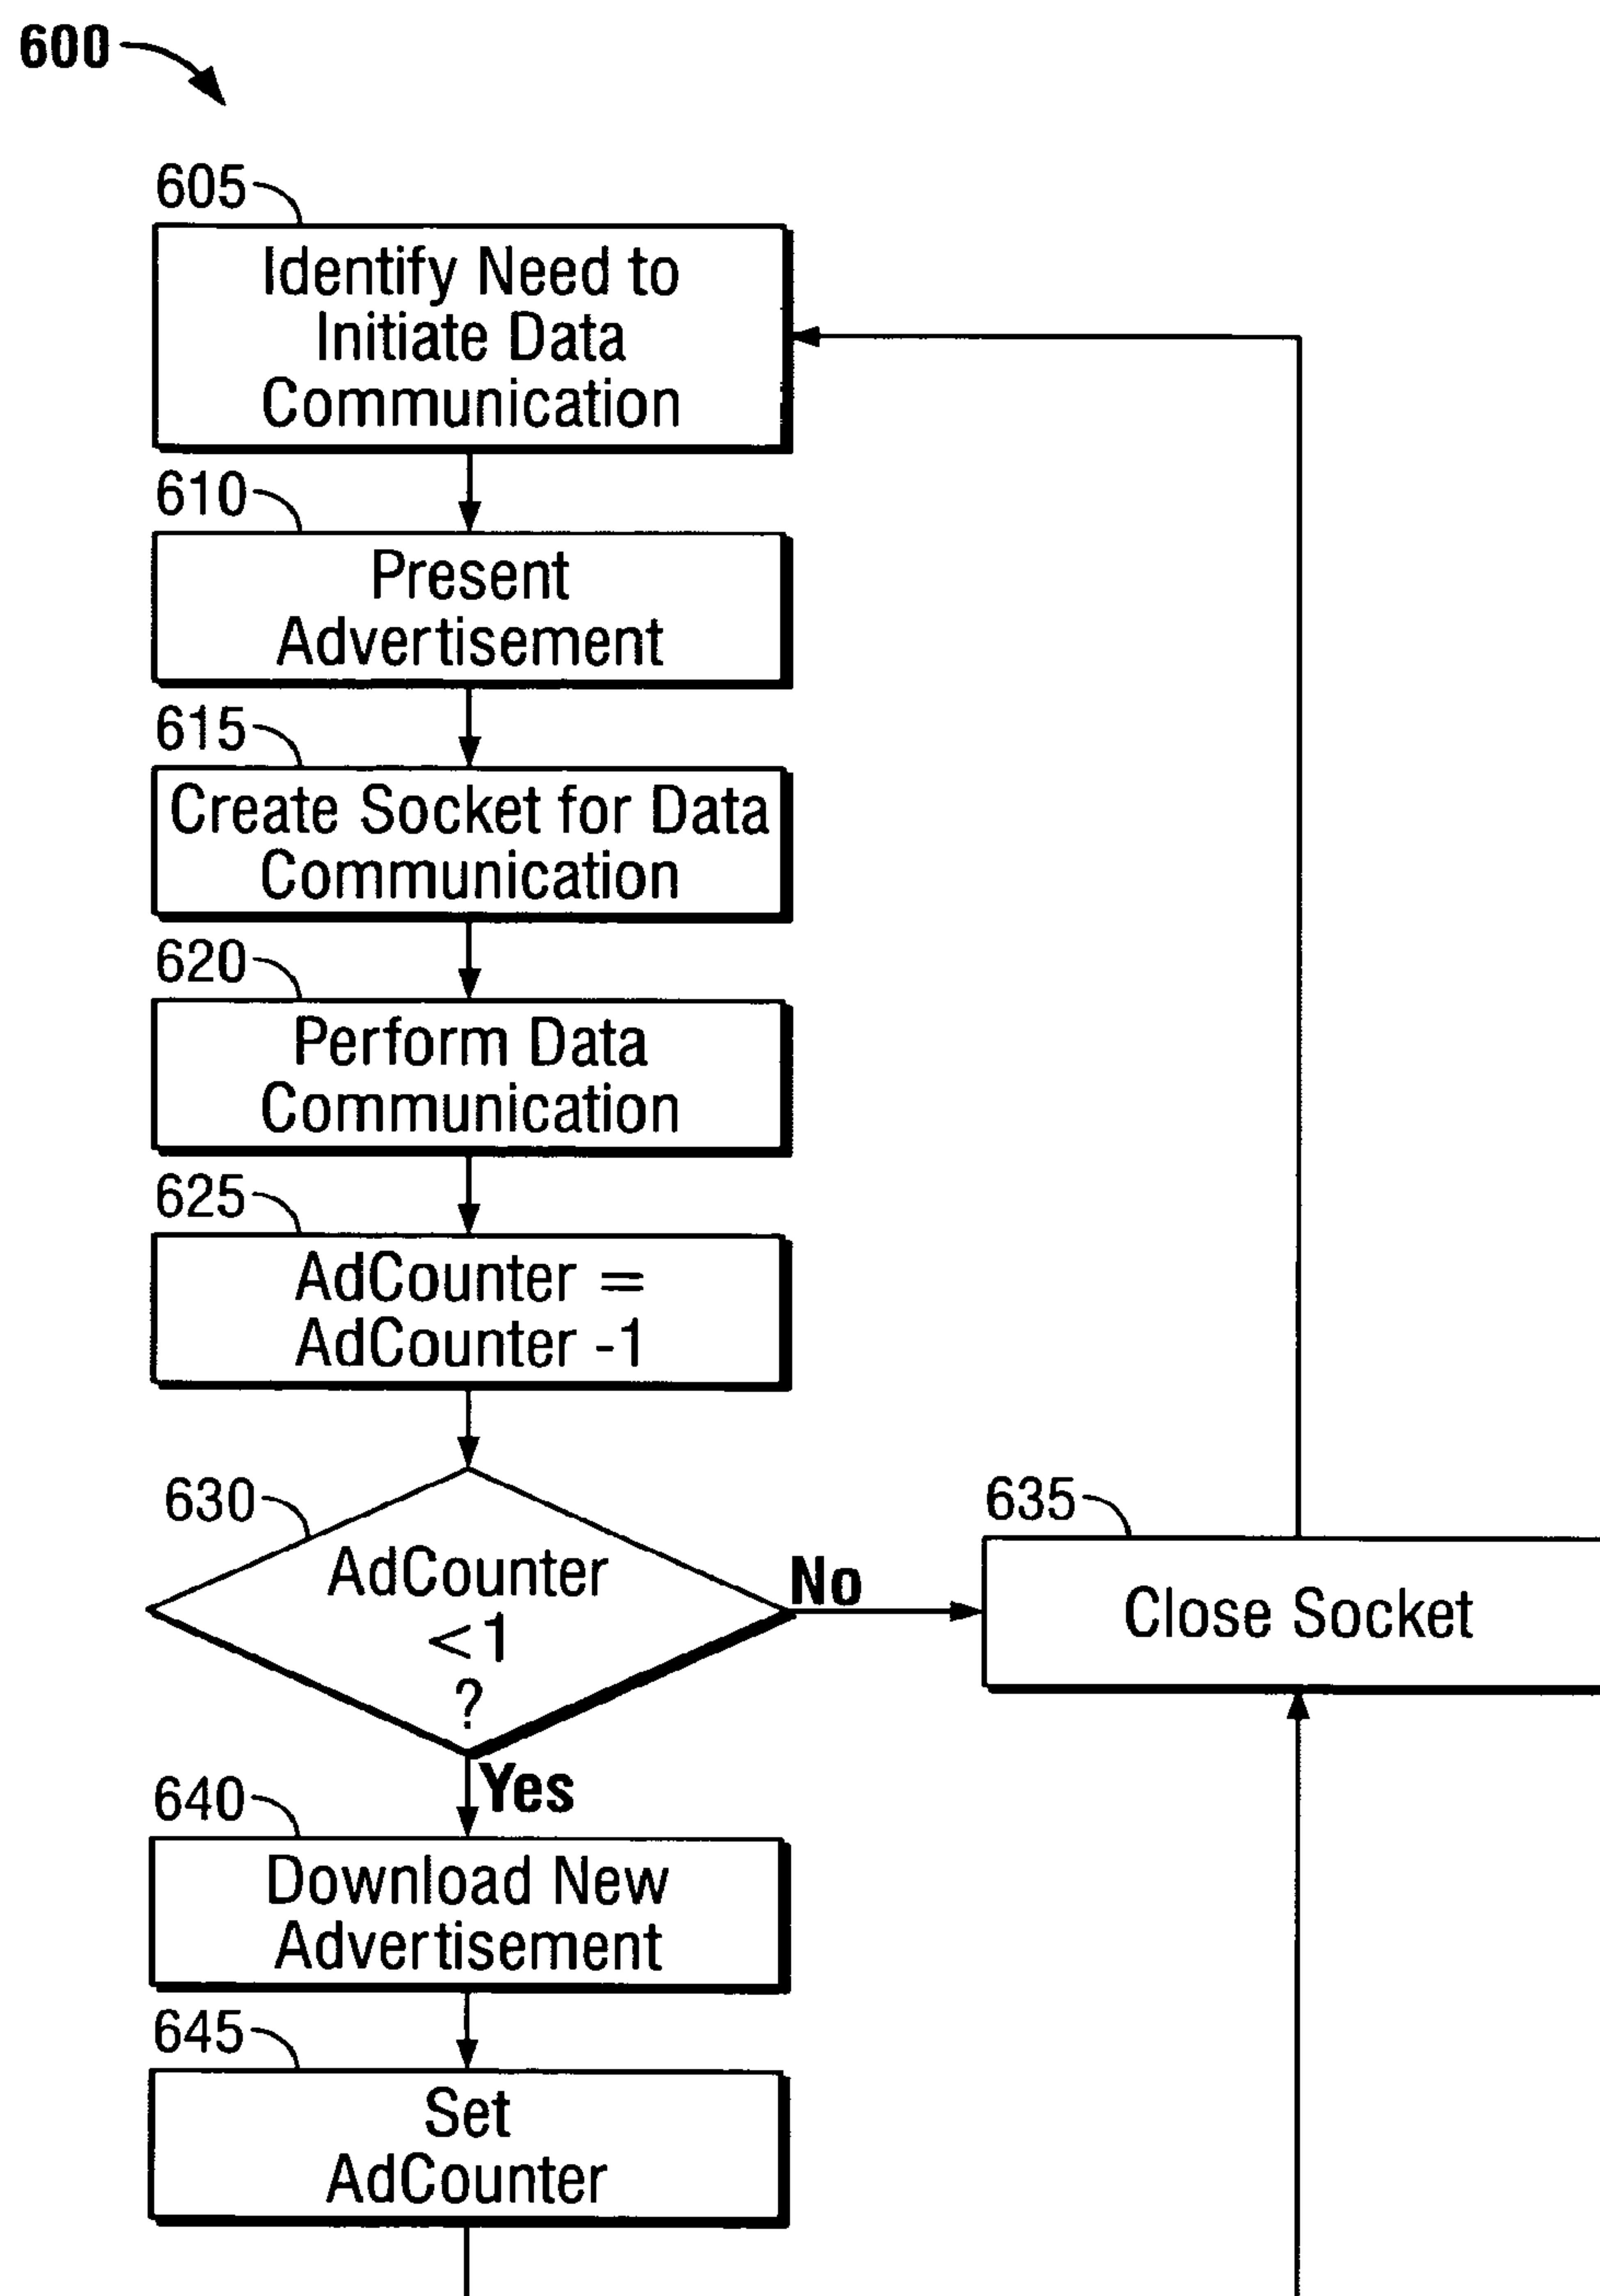 600
605
Identify Need to
Initiate Data
Communication
610
Present
Advertisement
615
Create Socket for Data
Communication
620
Perform Data
Communication
625
AdCounter =
AdCounter -1
630
AdCounter
<1
?
No
635
Close Socket
Yes
640
Download New
Advertisement
645
Set
AdCounter